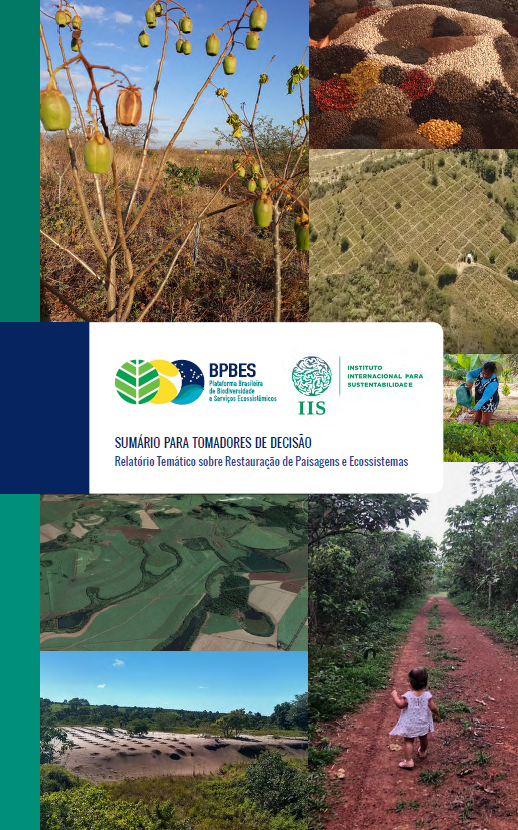 BPBES
Plataforma Brasileira
de Biodiversidade
e Serviços Ecossistêmicos
IIS
INSTITUTO
INTERNACIONAL PARA
SUSTENTABILIDADE
SUMÁRIO PARA TOMADORES DE DECISÃO
Relatório Temático sobre Restauração de Paisagens e Ecossistemas